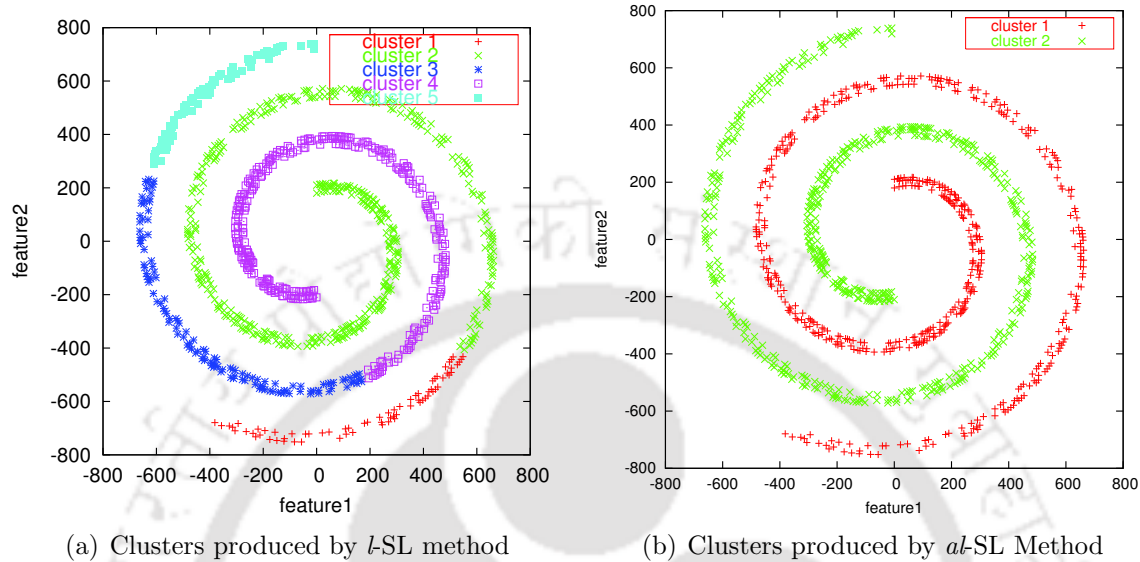 800
600
400
200
0
-200
-400
-600
-800
-800 -600 -400 -200 0 200 400 600 800
feature2
feature1
cluster 1
cluster 2
cluster 3
cluster 4
cluster 5
(a) Clusters produced by l-SL method
800
600
400
200
0
-200
-400
-600
-800
-800 -600 -400 -200 0 200 400 600 800
feature2
feature1
cluster 1
cluster 2
(b) Clusters produced by al-SL Method